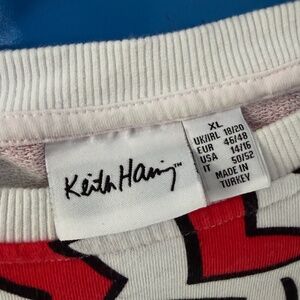 Keith Haring™
XL
UK/IRL 18/20
EUR 46/48
USA 14/16
IT 50/52
MADE IN
TURKEY